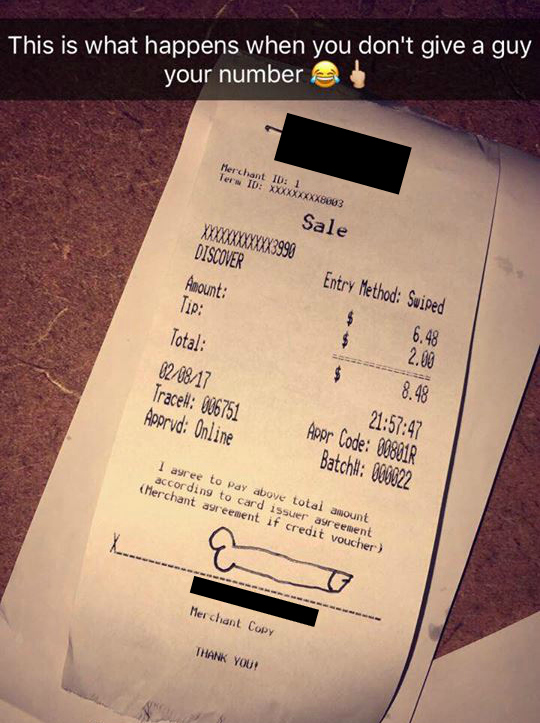 This is what happens when you don't give a guy
your number 😂🖕🏻
Merchant ID: 1
Term ID: XXXXXXXXX8003
Sale
XXXXXXXXXXXX3990
DISCOVER Entry Method: Swiped
Amount: $ 6.48
Tip: $ 2.00
Total: $ 8.48
02/08/17 21:57:47
Trace#: 006751 Appr Code: 00801R
Apprvd: Online Batch#: 000022
I agree to pay above total amount
according to card issuer agreement
(Merchant agreement if credit voucher)
X
Merchant Copy
THANK YOU!